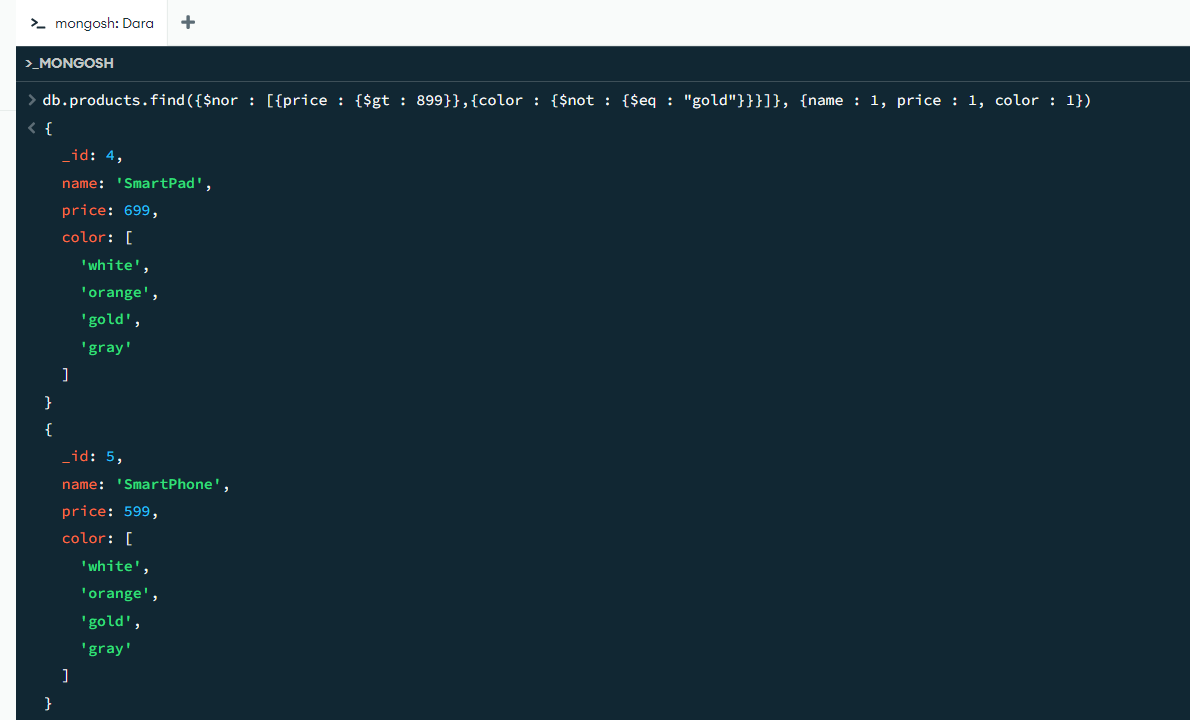 >_ mongosh: Dara +
>_MONGOSH
> db.products.find({$nor : [{price : {$gt : 899}},{color : {$not : {$eq : "gold"}}}]}, {name : 1, price : 1, color : 1})
< {
_id: 4,
name: 'SmartPad',
price: 699,
color: [
'white',
'orange',
'gold',
'gray'
]
}
{
_id: 5,
name: 'SmartPhone',
price: 599,
color: [
'white',
'orange',
'gold',
'gray'
]
}